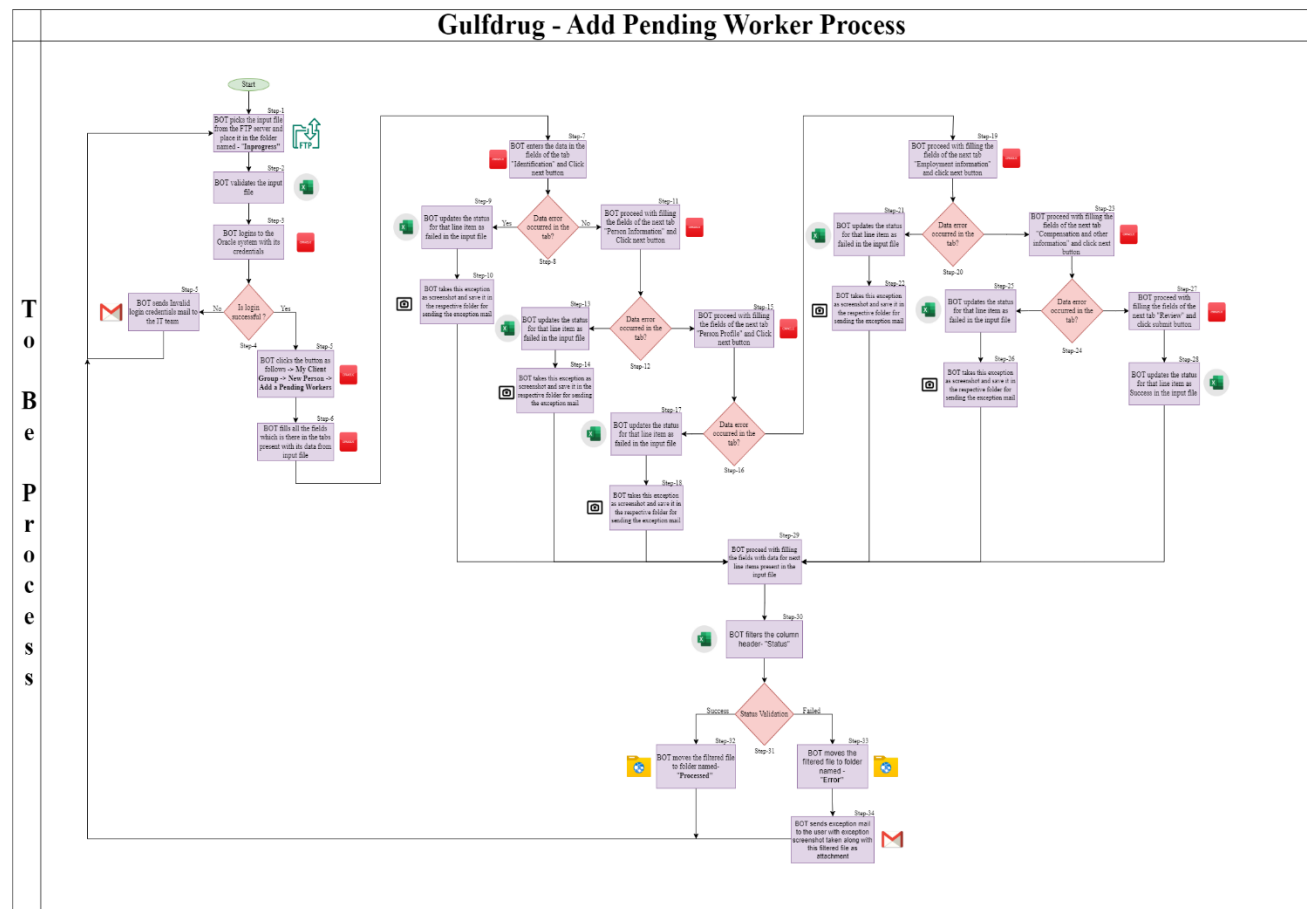 Gulfdrug - Add Pending Worker Process
To Be Process
Start
Step-1
BOT picks the input file
from the FTP server and
place it in the folder
named - "Inprogress"
FTP
Step-2
BOT validates the input
file
Step-3
BOT logins to the
Oracle system with its
credentials
Is login
successful ?
Step-4
No
Yes
Step-5
BOT sends Invalid
login credentials mail to
the IT team
Step-5
BOT clicks the button as
follows -> My Client
Group -> New Person ->
Add a Pending Workers
Step-6
BOT fills all the fields
which is there in the tabs
present with its data from
input file
Step-7
BOT enters the data in the
fields of the tab
"Identification" and Click
next button
Data error
occurred in the
tab?
Step-8
Yes
No
Step-9
BOT updates the status
for that line item as
failed in the input file
Step-10
BOT takes this exception
as screenshot and save it in
the respective folder for
sending the exception mail
Step-11
BOT proceed with filling
the fields of the next tab
"Person Information" and
Click next button
Data error
occurred in the
tab?
Step-12
Step-13
BOT updates the status
for that line item as
failed in the input file
Step-14
BOT takes this exception
as screenshot and save it in
the respective folder for
sending the exception mail
Step-15
BOT proceed with filling
the fields of the next tab
"Person Profile" and Click
next button
Data error
occurred in the
tab?
Step-16
Step-17
BOT updates the status
for that line item as
failed in the input file
Step-18
BOT takes this exception
as screenshot and save it in
the respective folder for
sending the exception mail
Step-19
BOT proceed with filling
the fields of the next tab
"Employment information"
and click next button
Data error
occurred in the
tab?
Step-20
Step-21
BOT updates the status
for that line item as
failed in the input file
Step-22
BOT takes this exception
as screenshot and save it in
the respective folder for
sending the exception mail
Step-23
BOT proceed with filling
the fields of the next tab
"Compensation and other
information" and click next
button
Data error
occurred in the
tab?
Step-24
Step-25
BOT updates the status
for that line item as
failed in the input file
Step-26
BOT takes this exception
as screenshot and save it in
the respective folder for
sending the exception mail
Step-27
BOT proceed with
filling the fields of the
next tab "Review" and
click submit button
Step-28
BOT updates the status
for that line item as
Success in the input file
Step-29
BOT proceed with filling
the fields with data for next
line items present in the
input file
Step-30
BOT filters the column
header- "Status"
Status Validation
Step-31
Success
Failed
Step-32
BOT moves the filtered file
to folder named-
"Processed"
Step-33
BOT moves the
filtered file to folder
named -
"Error"
Step-34
BOT sends exception mail
to the user with exception
screenshot taken along with
this filtered file as
attachment